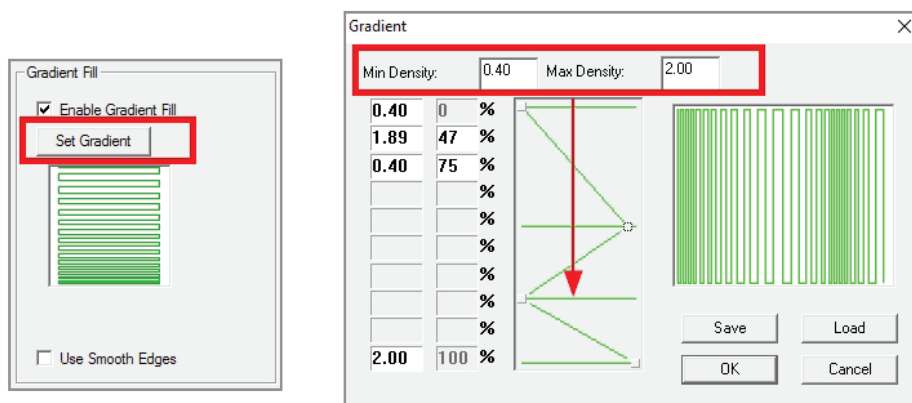 Gradient Fill
Enable Gradient Fill
Set Gradient
Use Smooth Edges
Gradient
Min Density: 0.40 Max Density: 2.00
0.40 0 %
1.89 47 %
0.40 75 %
%
%
%
%
%
%
2.00 100 %
Save Load
OK Cancel